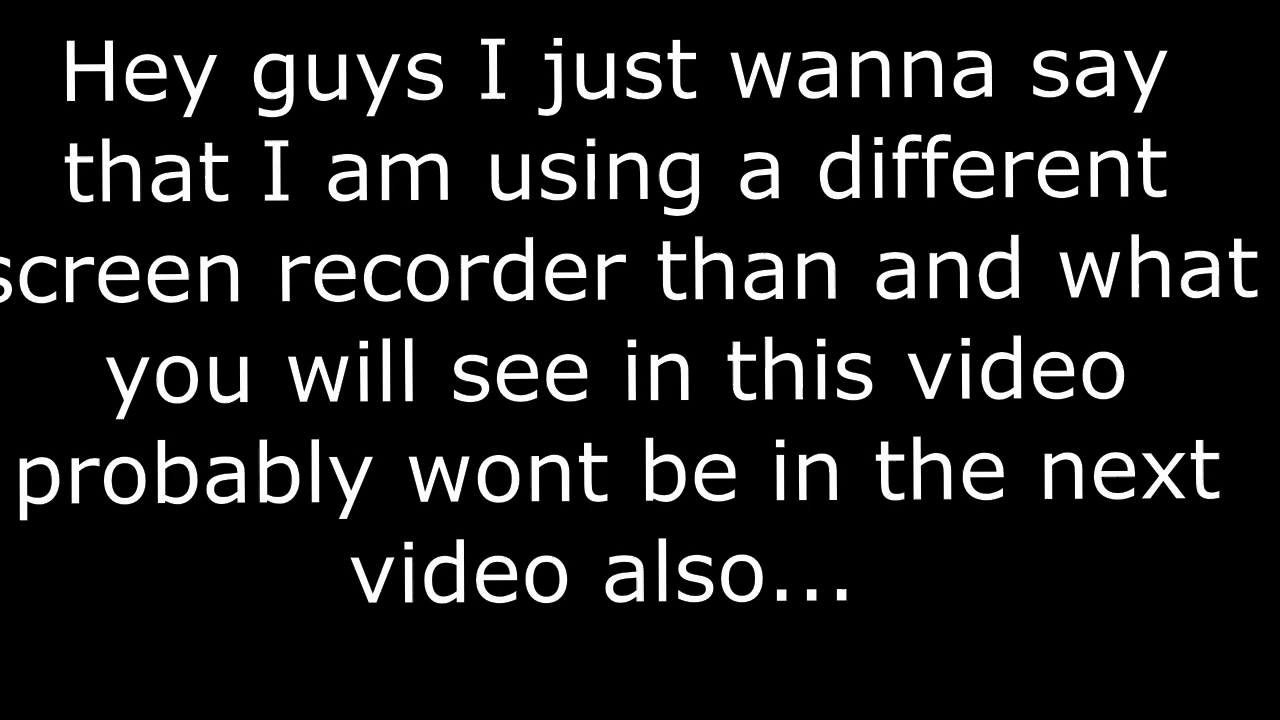 Hey guys I just wanna say
that I am using a different
screen recorder than and what
you will see in this video
probably wont be in the next
video also...